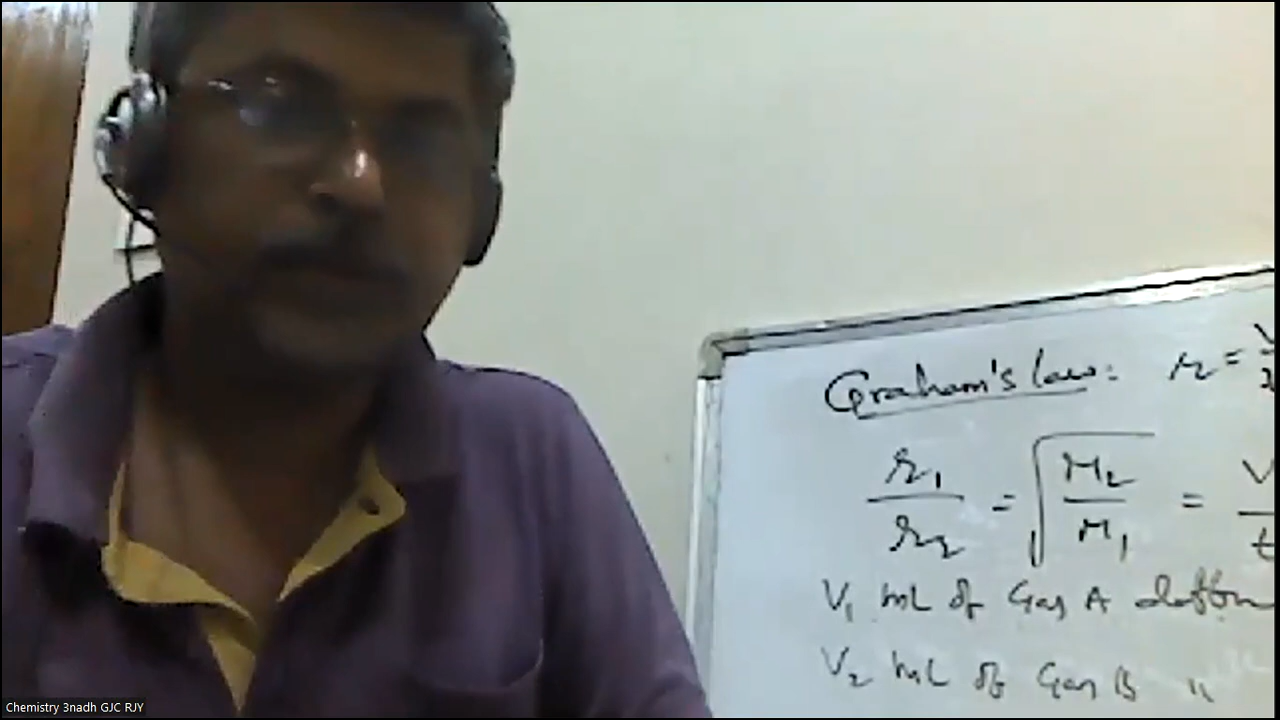 Graham's law: r =
r₁/r₂ = √(M₂/M₁) =
V₁ mL of Gas A
V₂ mL of Gas B "
Chemistry 3nadh GJC RJY